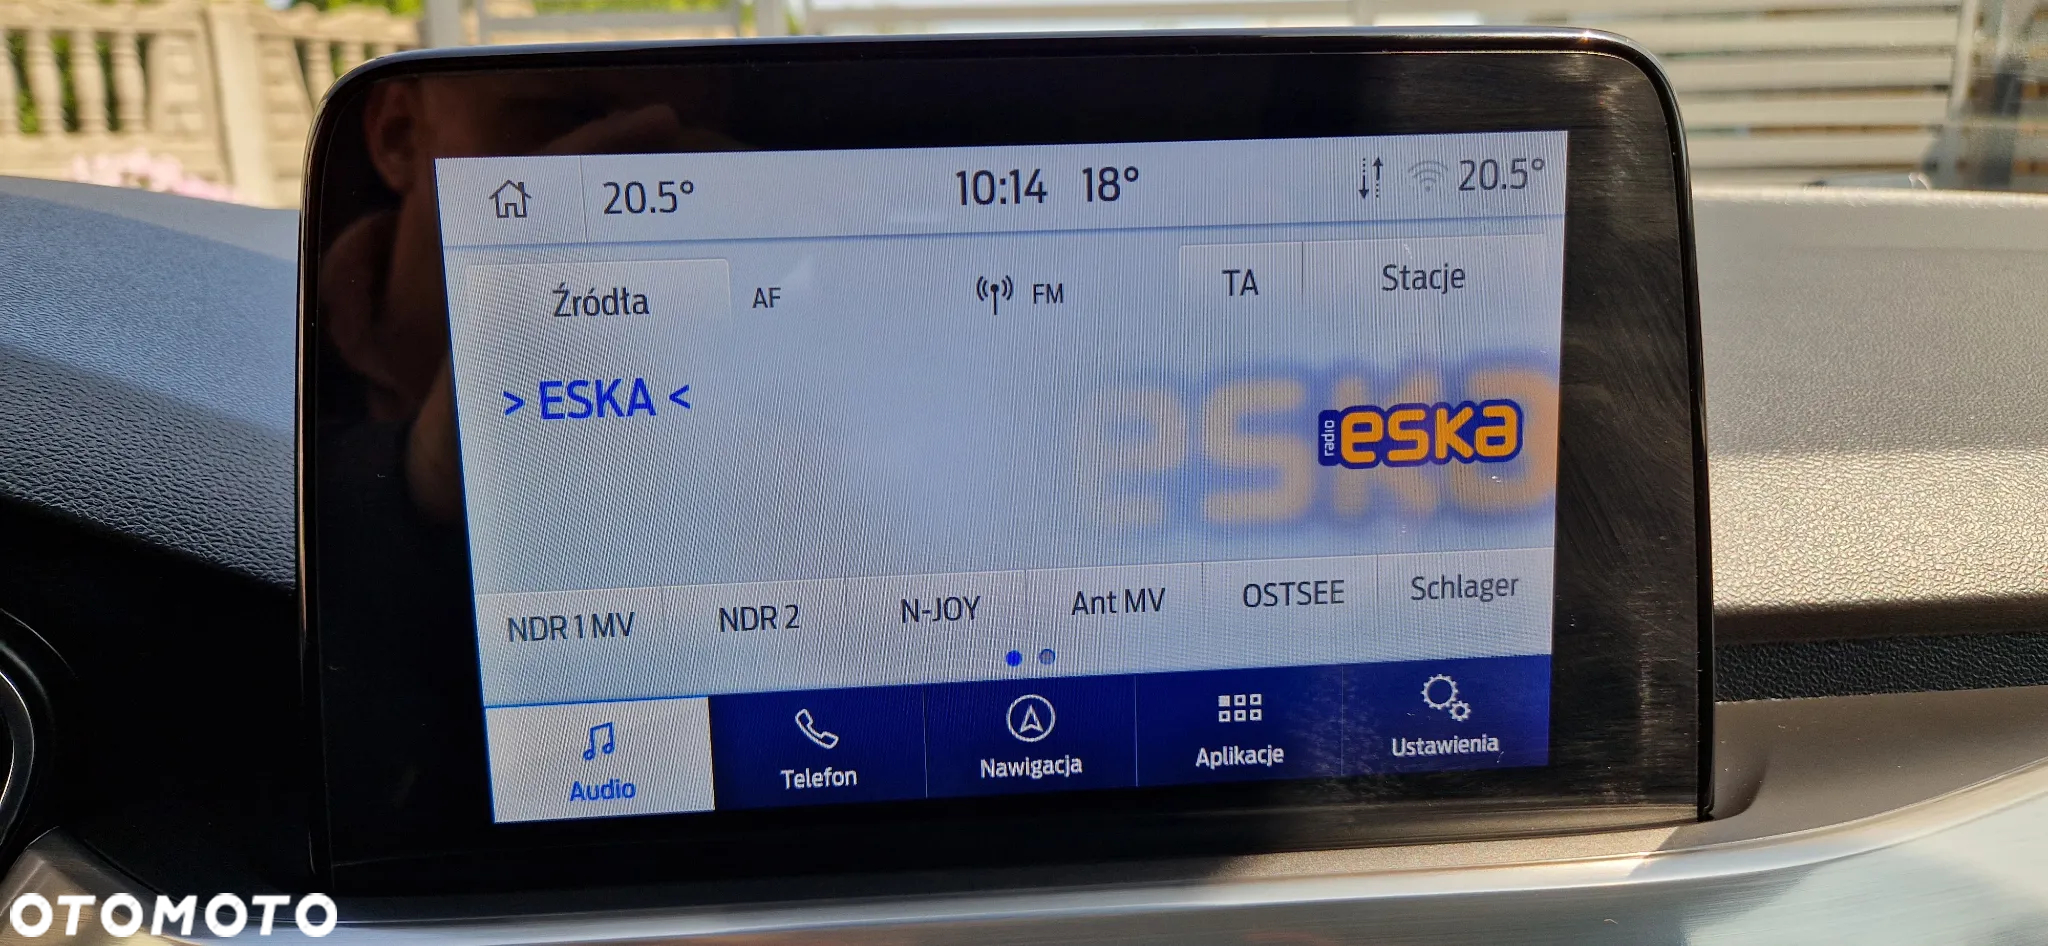 20.5° 10:14 18° 20.5°
Źródła AF FM TA Stacje
> ESKA <
eska
radio eska
NDR 1 MV NDR 2 N-JOY Ant MV OSTSEE Schlager
Audio Telefon Nawigacja Aplikacje Ustawienia
OTOMOTO